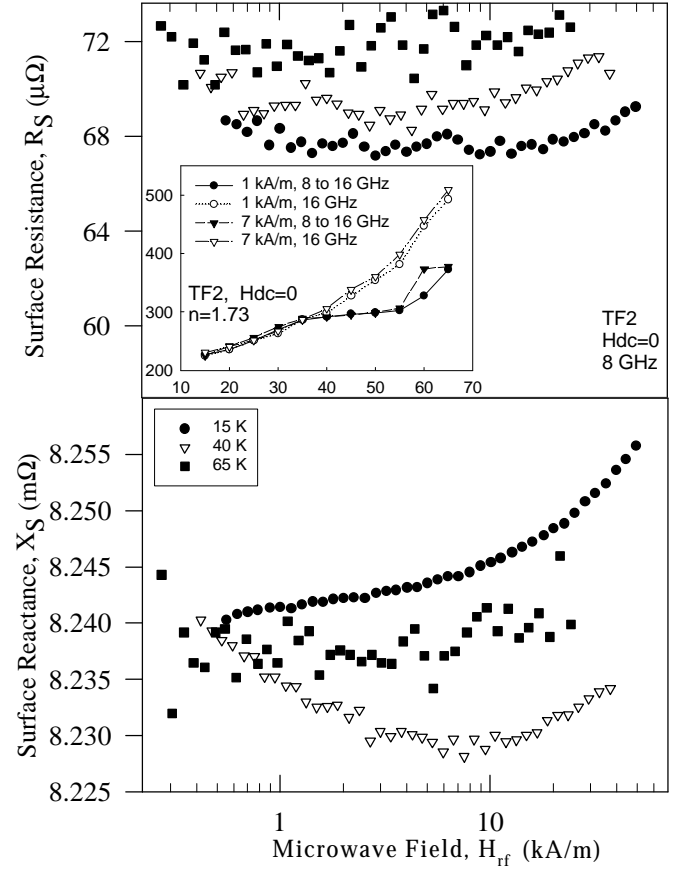 72
68
64
60
Surface Resistance, R_S (μΩ)
1 kA/m, 8 to 16 GHz
1 kA/m, 16 GHz
7 kA/m, 8 to 16 GHz
7 kA/m, 16 GHz
500
400
300
200
TF2, Hdc=0
n=1.73
10 20 30 40 50 60 70
TF2
Hdc=0
8 GHz
15 K
40 K
65 K
8.255
8.250
8.245
8.240
8.235
8.230
8.225
Surface Reactance, X_S (mΩ)
1 10
Microwave Field, H_rf (kA/m)